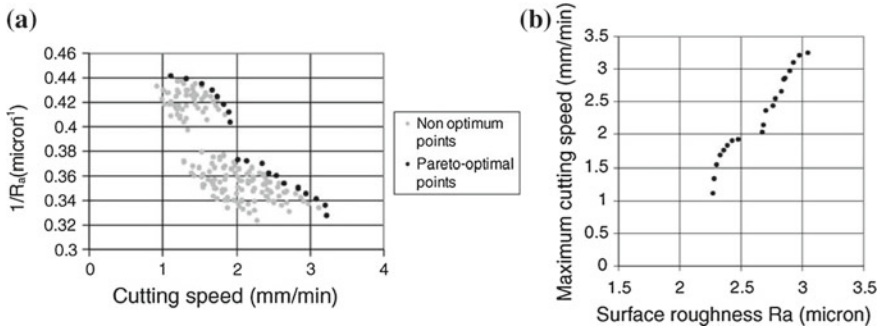 (a)
1/Ra(micron-1)
0.46
0.44
0.42
0.4
0.38
0.36
0.34
0.32
0.3
0
1
2
3
4
Cutting speed (mm/min)
Non optimum
points
Pareto-optimal
points
(b)
Maximum cutting speed (mm/min)
3.5
3
2.5
2
1.5
1
0.5
0
1.5
2
2.5
3
3.5
Surface roughness Ra (micron)